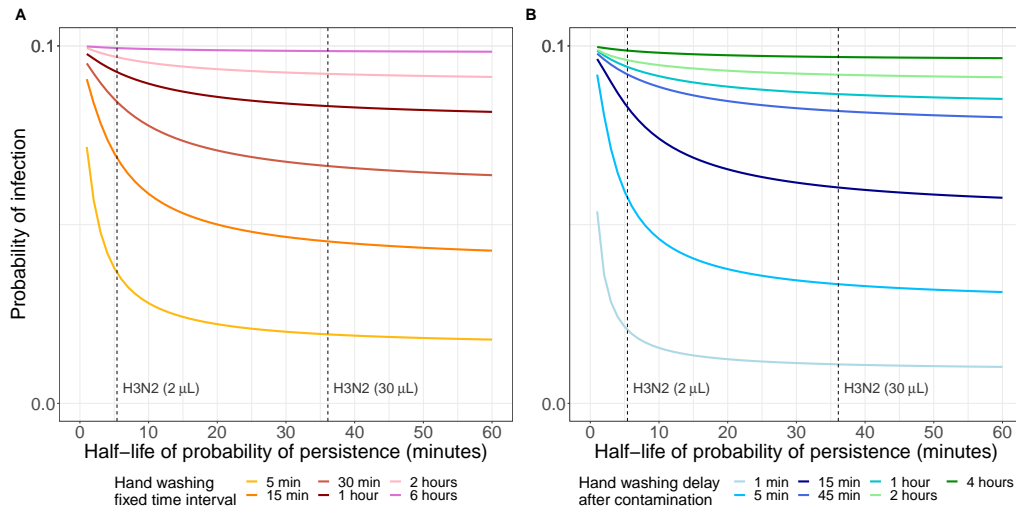 A
Probability of infection
0.1
0.0
H3N2 (2 μL)
H3N2 (30 μL)
0 10 20 30 40 50 60
Half−life of probability of persistence (minutes)
Hand washing
fixed time interval
5 min
15 min
30 min
1 hour
2 hours
6 hours
B
0.1
0.0
H3N2 (2 μL)
H3N2 (30 μL)
0 10 20 30 40 50 60
Half−life of probability of persistence (minutes)
Hand washing delay
after contamination
1 min
5 min
15 min
45 min
1 hour
2 hours
4 hours